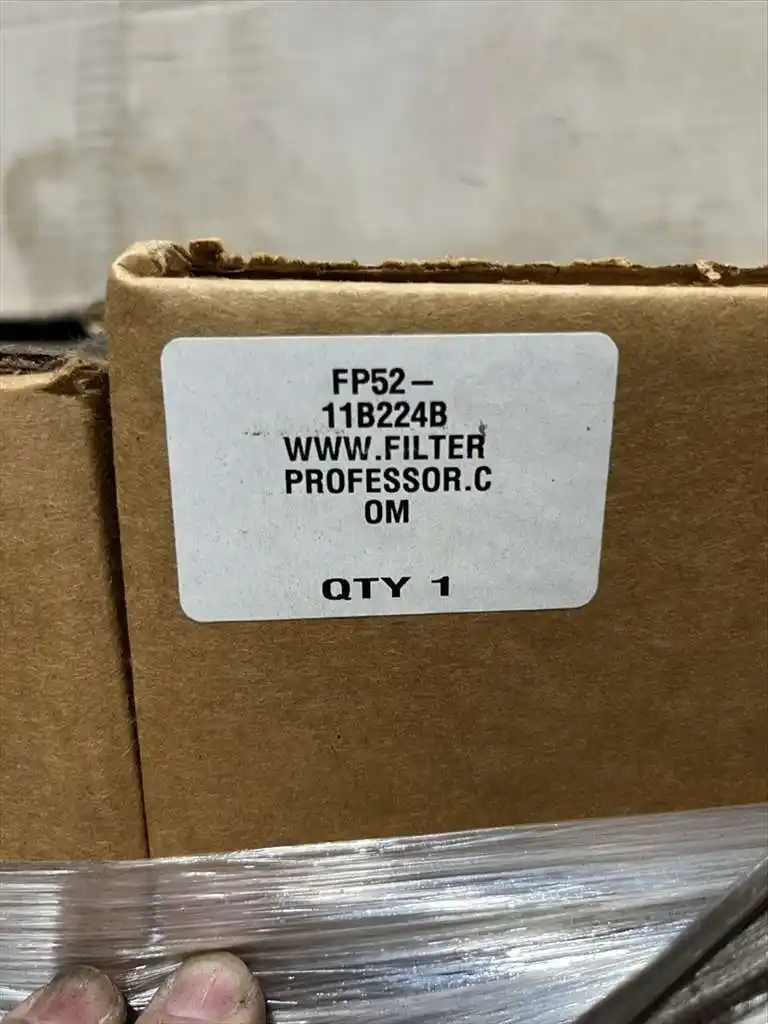 FP52-
11B224B
WWW.FILTER
PROFESSOR.C
OM
QTY 1